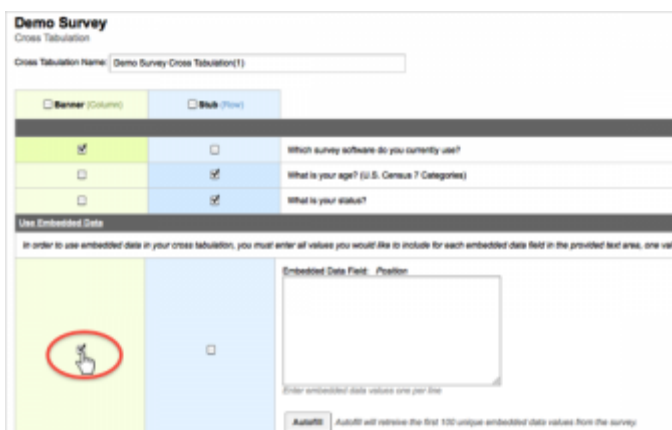 Demo Survey
Cross Tabulation
Cross Tabulation Name: Demo Survey Cross Tabulation(1)
Banner (Column) Stub (Row)
Which survey software do you currently use?
What is your age? (U.S. Census 7 Categories)
What is your status?
Use Embedded Data
In order to use embedded data in your cross tabulation, you must enter all values you would like to include for each embedded data field in the provided text area, one val
Embedded Data Field: Position
Enter embedded data values one per line
Autofill Autofill will retreive the first 100 unique embedded data values from the survey.